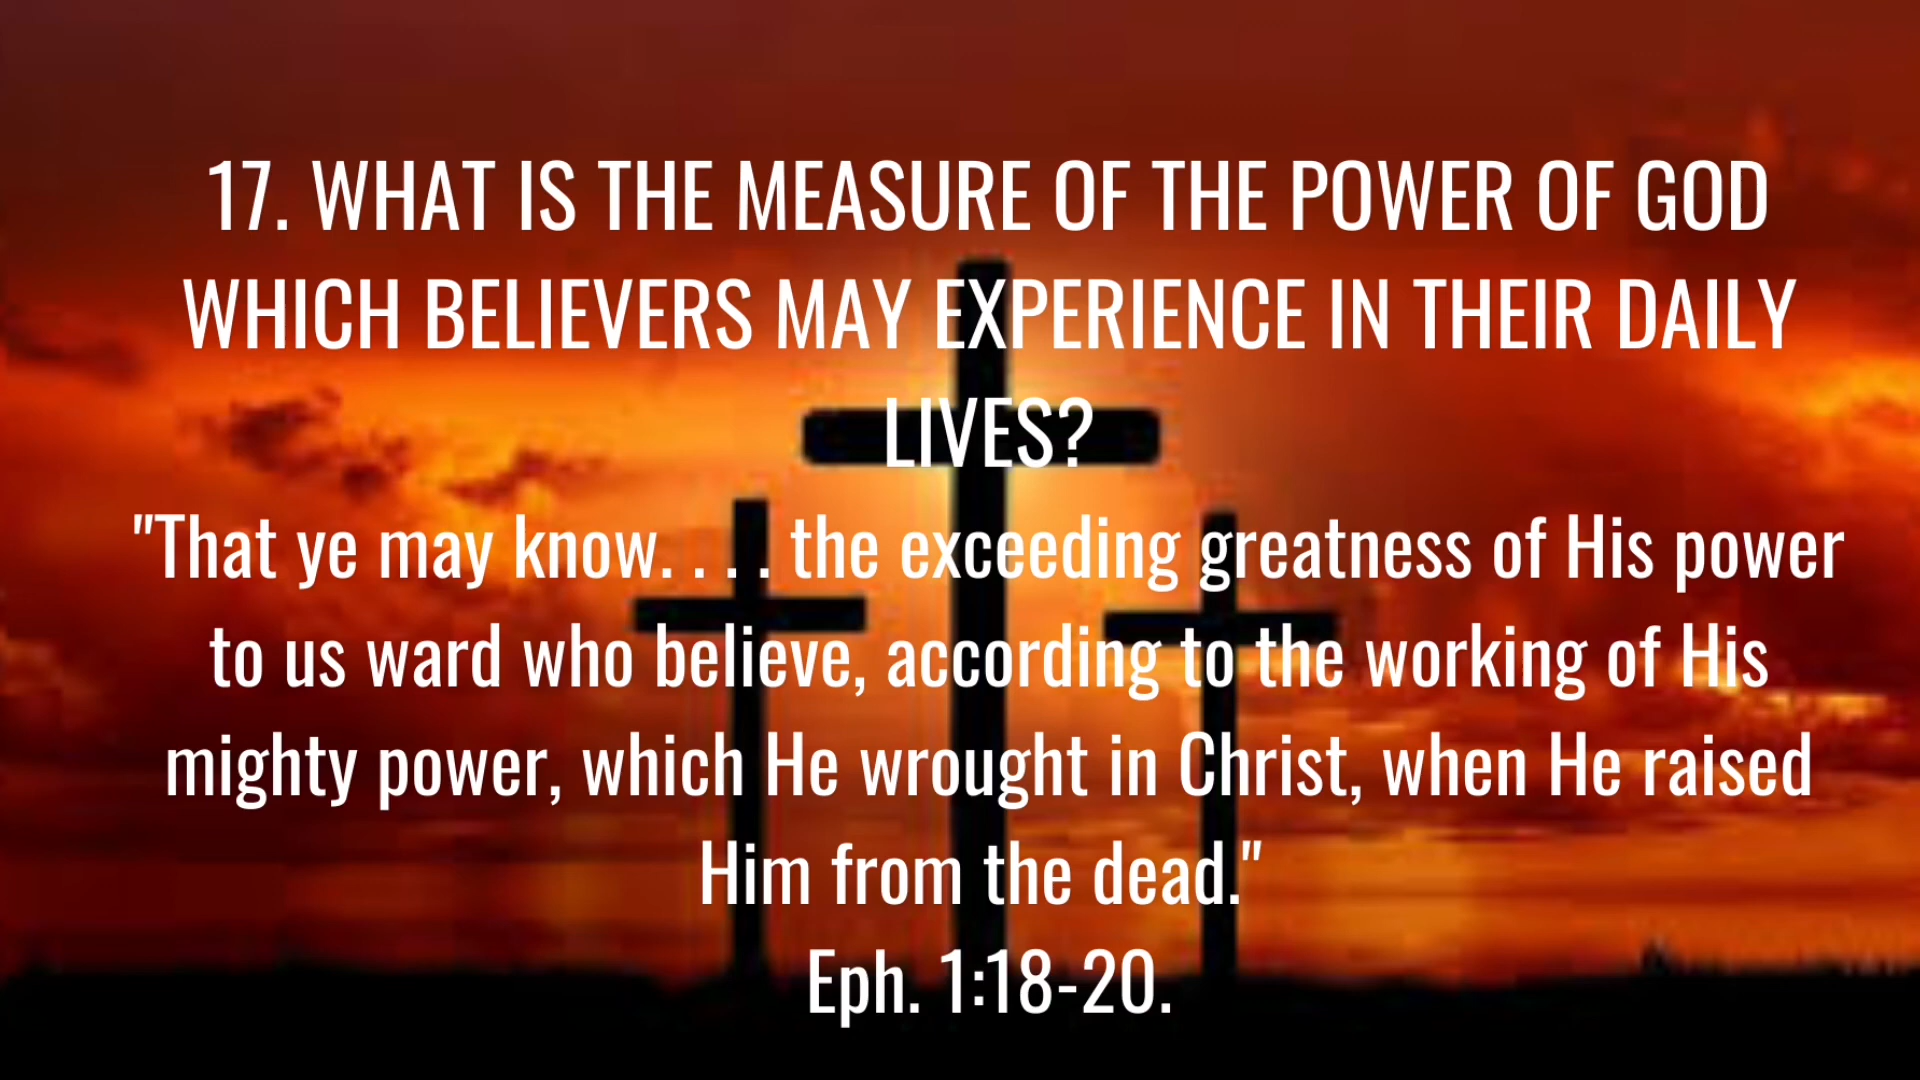 17. WHAT IS THE MEASURE OF THE POWER OF GOD
WHICH BELIEVERS MAY EXPERIENCE IN THEIR DAILY
LIVES?
"That ye may know. . . . the exceeding greatness of His power
to us ward who believe, according to the working of His
mighty power, which He wrought in Christ, when He raised
Him from the dead."
Eph. 1:18-20.